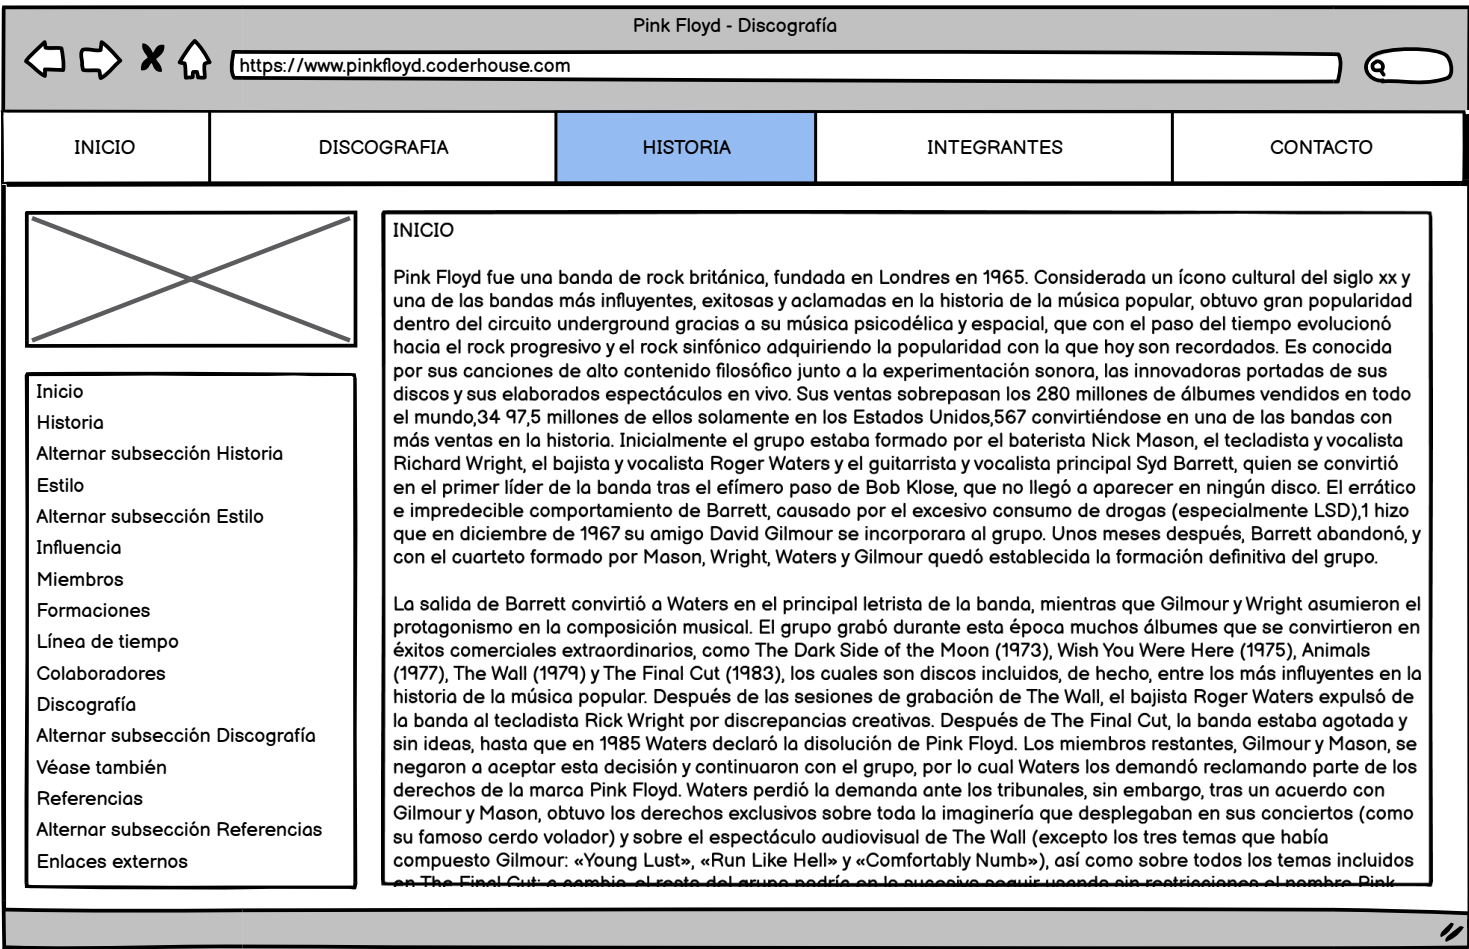 Pink Floyd - Discografía
https://www.pinkfloyd.coderhouse.com
INICIO
DISCOGRAFIA
HISTORIA
INTEGRANTES
CONTACTO
Inicio
Historia
Alternar subsección Historia
Estilo
Alternar subsección Estilo
Influencia
Miembros
Formaciones
Línea de tiempo
Colaboradores
Discografía
Alternar subsección Discografía
Véase también
Referencias
Alternar subsección Referencias
Enlaces externos
INICIO
Pink Floyd fue una banda de rock británica, fundada en Londres en 1965. Considerada un ícono cultural del siglo xx y
una de las bandas más influyentes, exitosas y aclamadas en la historia de la música popular, obtuvo gran popularidad
dentro del circuito underground gracias a su música psicodélica y espacial, que con el paso del tiempo evolucionó
hacia el rock progresivo y el rock sinfónico adquiriendo la popularidad con la que hoy son recordados. Es conocida
por sus canciones de alto contenido filosófico junto a la experimentación sonora, las innovadoras portadas de sus
discos y sus elaborados espectáculos en vivo. Sus ventas sobrepasan los 280 millones de álbumes vendidos en todo
el mundo,34 97,5 millones de ellos solamente en los Estados Unidos,567 convirtiéndose en una de las bandas con
más ventas en la historia. Inicialmente el grupo estaba formado por el baterista Nick Mason, el tecladista y vocalista
Richard Wright, el bajista y vocalista Roger Waters y el guitarrista y vocalista principal Syd Barrett, quien se convirtió
en el primer líder de la banda tras el efímero paso de Bob Klose, que no llegó a aparecer en ningún disco. El errático
e impredecible comportamiento de Barrett, causado por el excesivo consumo de drogas (especialmente LSD),1 hizo
que en diciembre de 1967 su amigo David Gilmour se incorporara al grupo. Unos meses después, Barrett abandonó, y
con el cuarteto formado por Mason, Wright, Waters y Gilmour quedó establecida la formación definitiva del grupo.
La salida de Barrett convirtió a Waters en el principal letrista de la banda, mientras que Gilmour y Wright asumieron el
protagonismo en la composición musical. El grupo grabó durante esta época muchos álbumes que se convirtieron en
éxitos comerciales extraordinarios, como The Dark Side of the Moon (1973), Wish You Were Here (1975), Animals
(1977), The Wall (1979) y The Final Cut (1983), los cuales son discos incluidos, de hecho, entre los más influyentes en la
historia de la música popular. Después de las sesiones de grabación de The Wall, el bajista Roger Waters expulsó de
la banda al tecladista Rick Wright por discrepancias creativas. Después de The Final Cut, la banda estaba agotada y
sin ideas, hasta que en 1985 Waters declaró la disolución de Pink Floyd. Los miembros restantes, Gilmour y Mason, se
negaron a aceptar esta decisión y continuaron con el grupo, por lo cual Waters los demandó reclamando parte de los
derechos de la marca Pink Floyd. Waters perdió la demanda ante los tribunales, sin embargo, tras un acuerdo con
Gilmour y Mason, obtuvo los derechos exclusivos sobre toda la imaginería que desplegaban en sus conciertos (como
su famoso cerdo volador) y sobre el espectáculo audiovisual de The Wall (excepto los tres temas que había
compuesto Gilmour: «Young Lust», «Run Like Hell» y «Comfortably Numb»), así como sobre todos los temas incluidos
en The Final Cut; a cambio, el resto del grupo podría en lo sucesivo seguir usando sin restricciones el nombre Pink